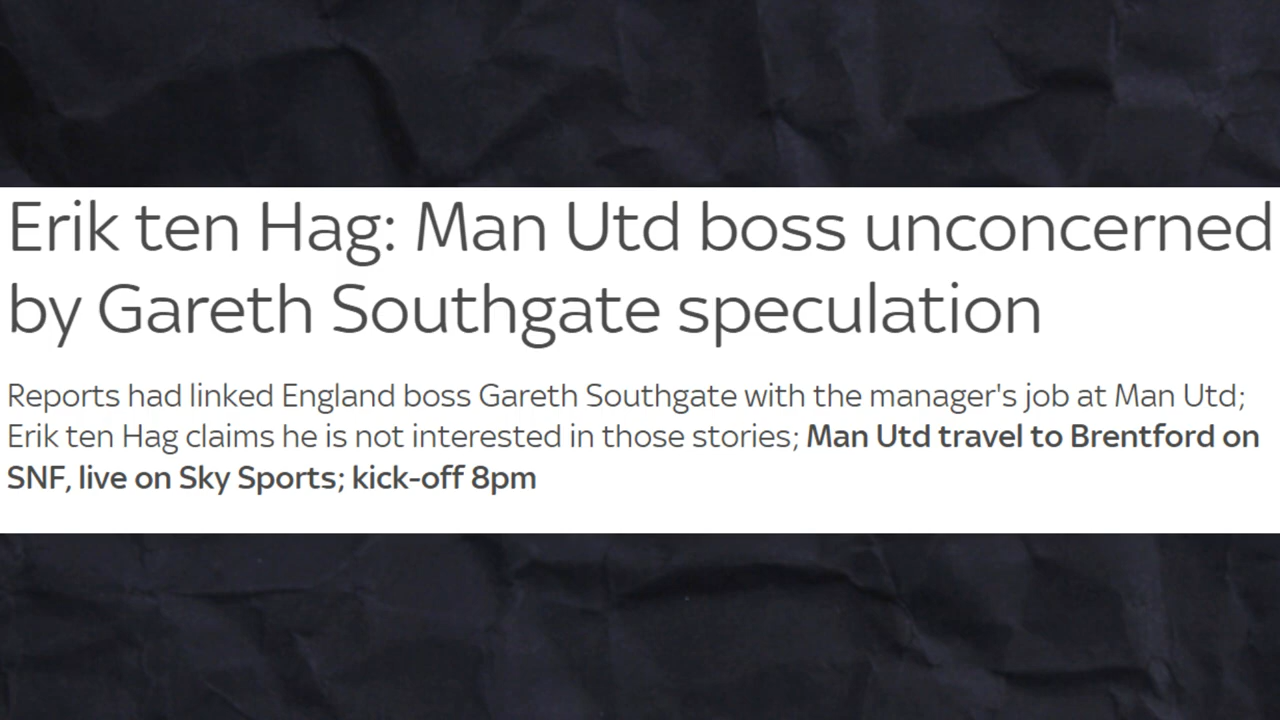 Erik ten Hag: Man Utd boss unconcerned
by Gareth Southgate speculation
Reports had linked England boss Gareth Southgate with the manager's job at Man Utd;
Erik ten Hag claims he is not interested in those stories; Man Utd travel to Brentford on
SNF, live on Sky Sports; kick-off 8pm